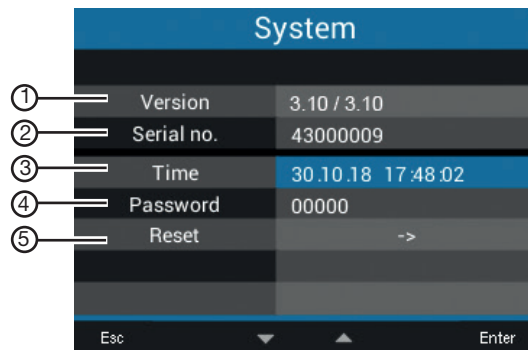 System
① Version 3.10 / 3.10
② Serial no. 43000009
③ Time 30.10.18 17:48:02
④ Password 00000
⑤ Reset ->
Esc Enter